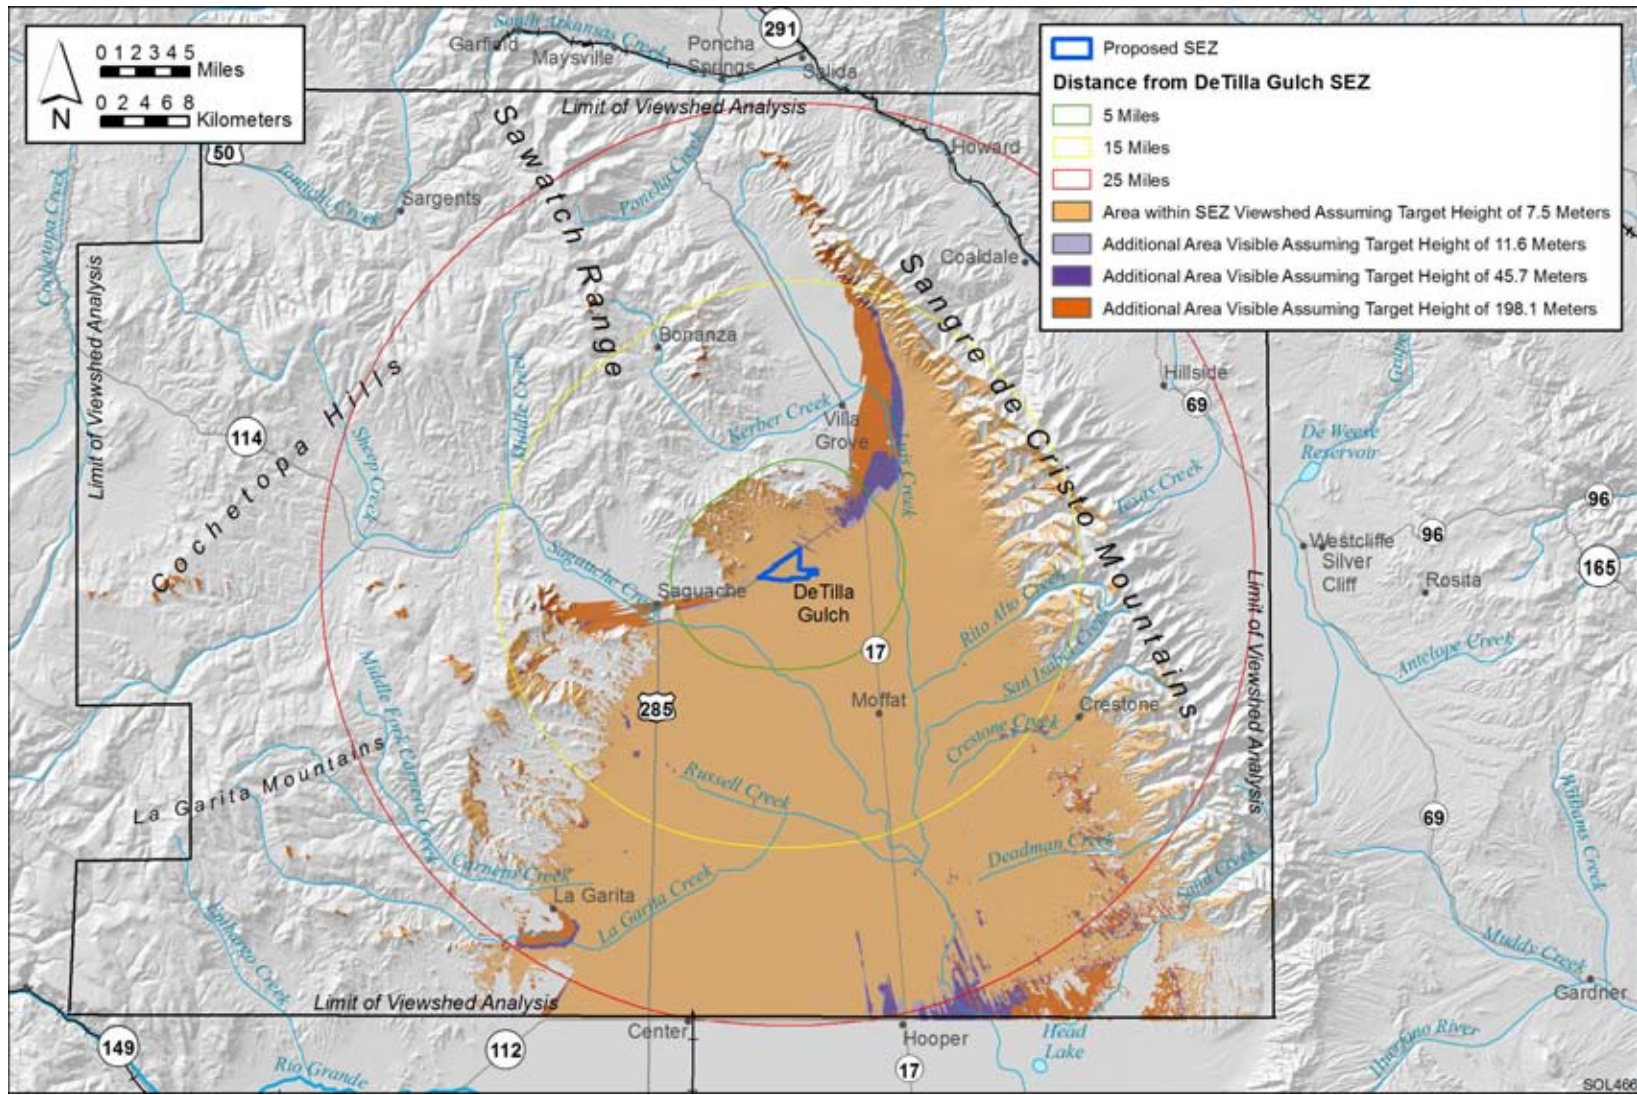 0 1 2 3 4 5
Miles
0 2 4 6 8
Kilometers
N
Proposed SEZ
Distance from DeTilla Gulch SEZ
5 Miles
15 Miles
25 Miles
Area within SEZ Viewshed Assuming Target Height of 7.5 Meters
Additional Area Visible Assuming Target Height of 11.6 Meters
Additional Area Visible Assuming Target Height of 45.7 Meters
Additional Area Visible Assuming Target Height of 198.1 Meters
South Arkansas Creek
291
Garfield
Maysville
Poncha
Springs
Salida
Limit of Viewshed Analysis
50
Tomichi Creek
Sargents
Cochetopa Creek
Poncha Creek
Howard
Coaldale
Sawatch Range
Sangre de Cristo Mountains
Limit of Viewshed Analysis
Cochetopa Hills
Bonanza
Middle Creek
Sheep Creek
114
Kerber Creek
Villa
Grove
Luis Creek
Hillside
69
De Weese
Reservoir
Texas Creek
96
96
165
Westcliffe
Silver
Cliff
Rosita
Saguache Creek
Saguache
DeTilla
Gulch
Rito Alto Creek
San Isabel Creek
Antelope Creek
17
Moffat
285
Crestone
Crestone Creek
Limit of Viewshed Analysis
Middle Fork Carnero Creek
La Garita Mountains
Russell Creek
Deadman Creek
Sand Creek
69
Williams Creek
Carnero Creek
La Garita
La Garita Creek
Embargo Creek
Muddy Creek
Gardner
Limit of Viewshed Analysis
Center
Hooper
Head
Lake
Huerfano River
149
112
17
Rio Grande
SOL466